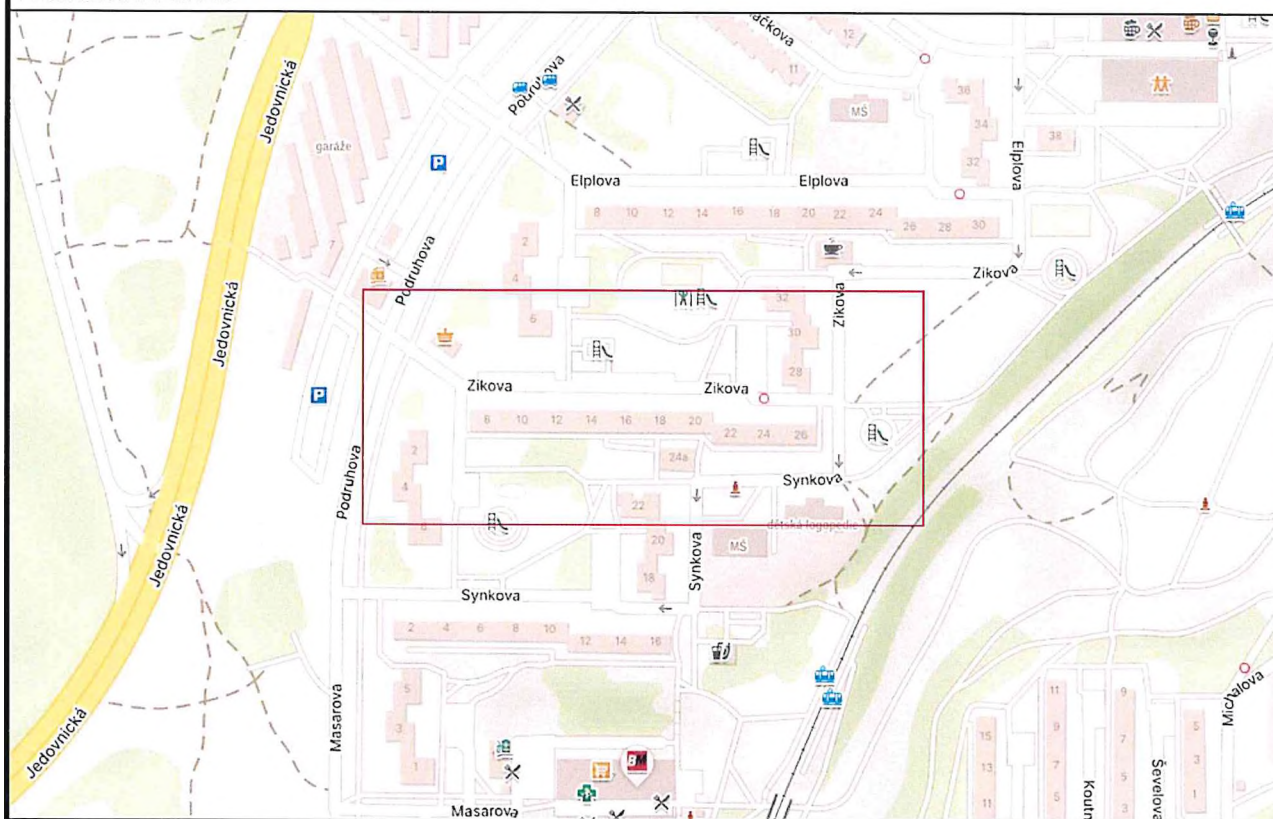 áčkova
12
11
36
MŠ
34
38
32
Elplova
Jedovnická
garáže
Podruhova
P
Elplova
Elplova
8 10 12 14 16 18 20 22 24 26 28 30
2
7
4
Zikova
Podruhova
Jedovnická
6
32
Zikova
30
28
P
Zikova
Zikova
6 10 12 14 16 18 20 22 24 26
2
24a
4
Synkova
Podruhova
22
6
dětská logopedie
MŠ
20
Synkova
18
Jedovnická
Synkova
2 4 6 8 10 12 14 16
5
3
1
Masarova
Jedovnická
BM
Masarova
Michalova
11
9
7
5
9
7
5
3
5
3
1
15
13
11
Koutn
Ševelova